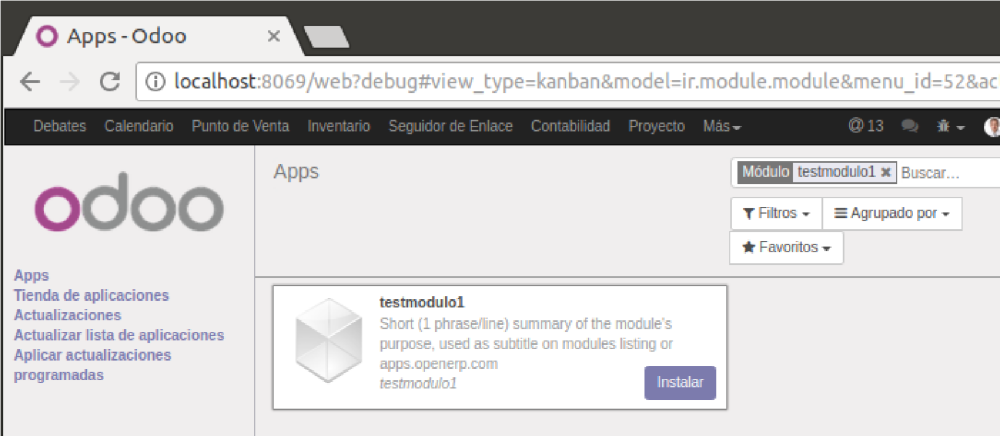 Apps - Odoo
localhost:8069/web?debug#view_type=kanban&model=ir.module.module&menu_id=52&ac
Debates Calendario Punto de Venta Inventario Seguidor de Enlace Contabilidad Proyecto Más @ 13
odoo
Apps
Tienda de aplicaciones
Actualizaciones
Actualizar lista de aplicaciones
Aplicar actualizaciones
programadas
Apps
Módulo testmodulo1 Buscar...
Filtros Agrupado por
Favoritos
testmodulo1
Short (1 phrase/line) summary of the module's
purpose, used as subtitle on modules listing or
apps.openerp.com
testmodulo1
Instalar